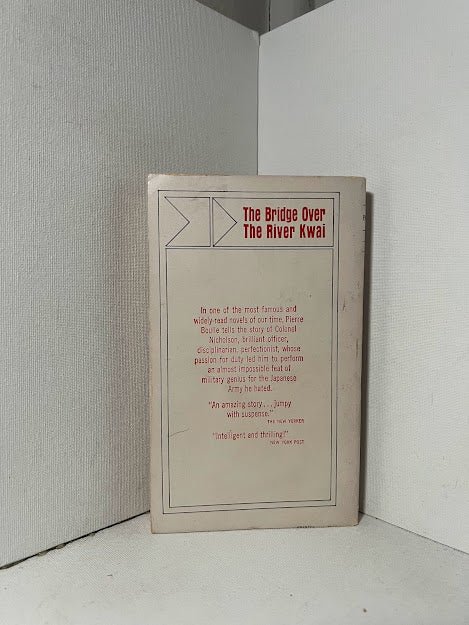 The Bridge Over
The River Kwai
In one of the most famous and
widely-read novels of our time, Pierre
Boulle tells the story of Colonel
Nicholson, brilliant officer,
disciplinarian, perfectionist, whose
passion for duty led him to perform
an almost impossible feat of
military genius for the Japanese
Army he hated.
"An amazing story...jumpy
with suspense."
THE NEW YORKER
"Intelligent and thrilling!"
NEW YORK POST